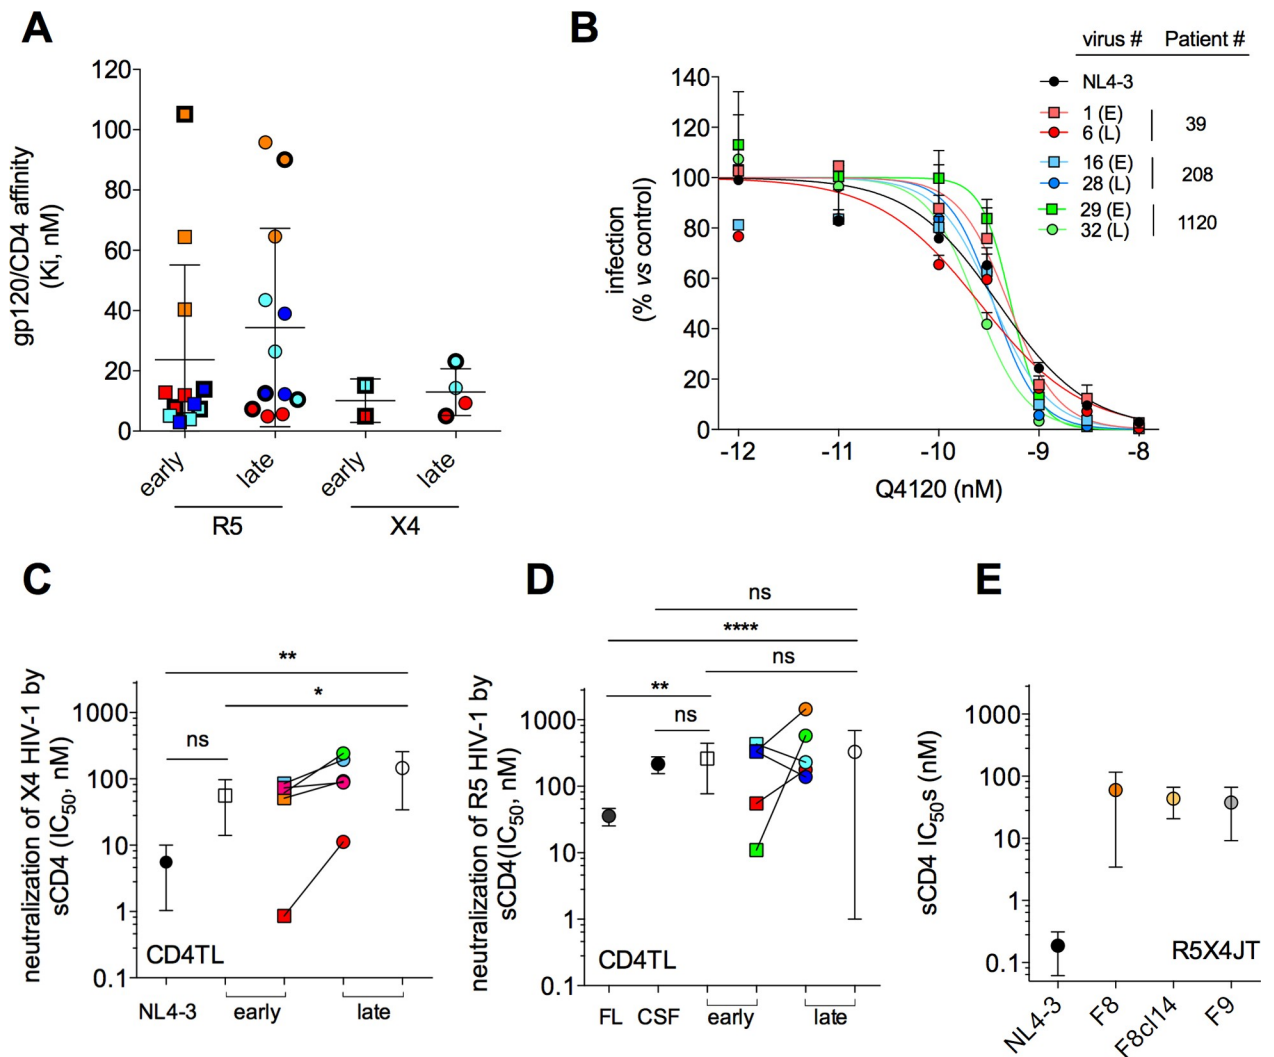 A
gp120/CD4 affinity
(Ki, nM)
120
100
80
60
40
20
0
early
late
early
late
R5
X4
B
virus # Patient #
NL4-3
1 (E)
6 (L)
39
16 (E)
28 (L)
208
29 (E)
32 (L)
1120
infection
(% vs control)
140
120
100
80
60
40
20
0
-12 -11 -10 -9 -8
Q4120 (nM)
C
neutralization of X4 HIV-1 by
sCD4 (IC50, nM)
1000
100
10
1
0.1
**
*
ns
CD4TL
NL4-3 early late
D
neutralization of R5 HIV-1 by
sCD4(IC50, nM)
1000
100
10
1
0.1
ns
****
ns
**
ns
CD4TL
FL CSF early late
E
sCD4 IC50s (nM)
1000
100
10
1
0.1
R5X4JT
NL4-3
F8
F8cl14
F9